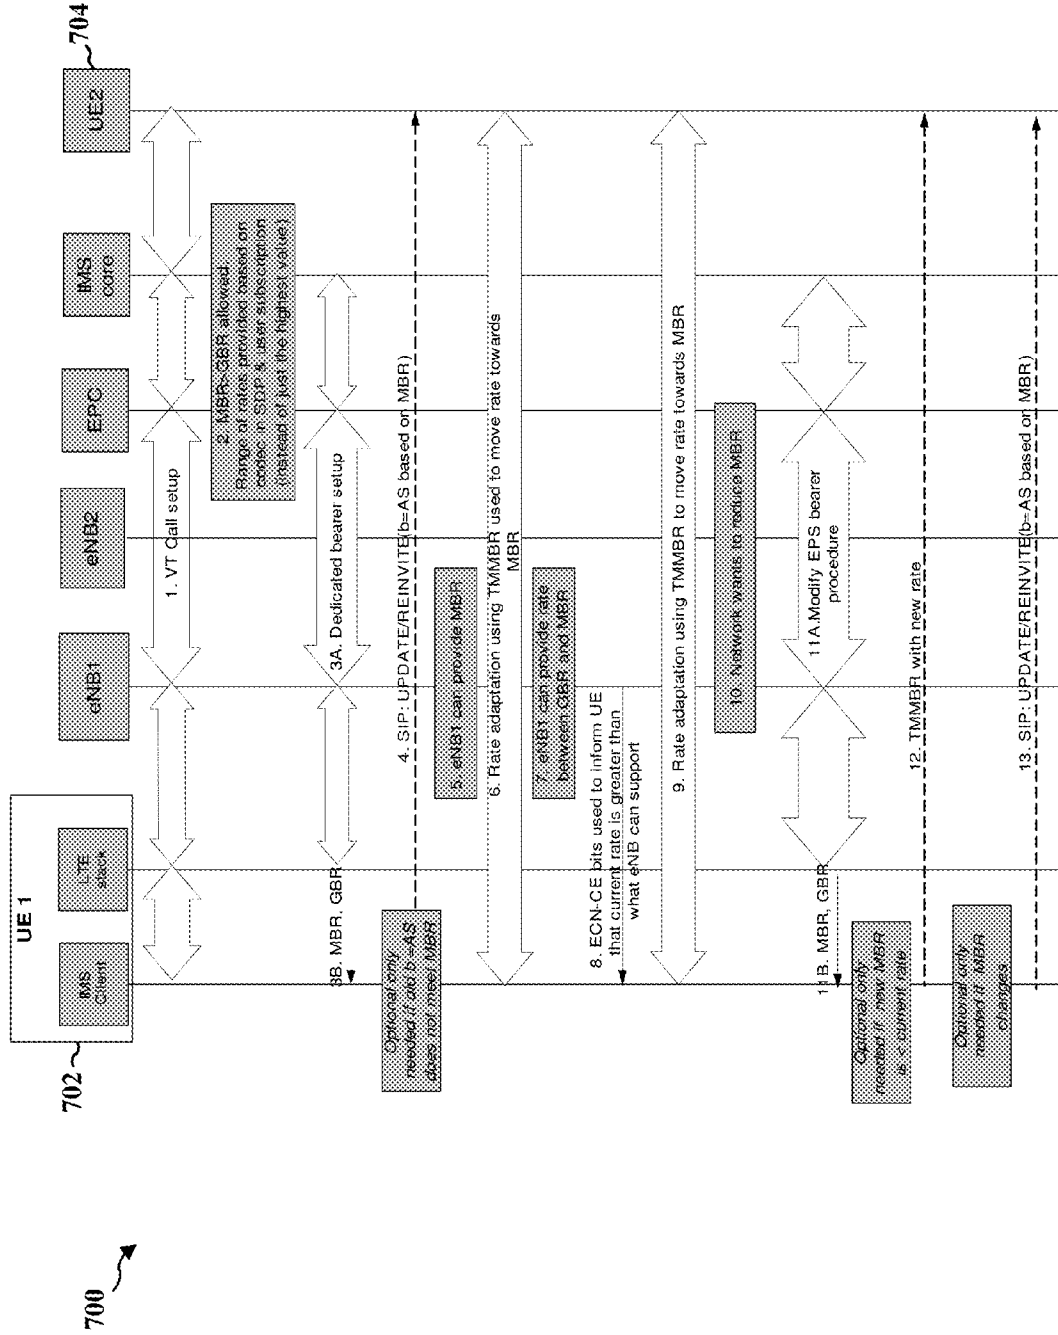 700
702
704
UE 1
IMS
Client
LTE
stack
eNB1
eNB2
EPC
IMS
core
UE2
1. VT Call setup
2. MBR>GBR allowed.
Range of rates provided based on
codec in SDP & user subscription
(instead of just the highest value)
3A. Dedicated bearer setup
3B. MBR, GBR
Optional only
needed if old b=AS
does not meet MBR
4. SIP: UPDATE/REINVITE(b=AS based on MBR)
5. eNB1 can provide MBR
6. Rate adaptation using TMMBR used to move rate towards
MBR
7. eNB1 can provide rate
between GBR and MBR
8. ECN-CE bits used to inform UE
that current rate is greater than
what eNB can support
9. Rate adaptation using TMMBR to move rate towards MBR
10. Network wants to reduce MBR
11A.Modify EPS bearer
procedure
11B. MBR, GBR
Optional only
needed if new MBR
is < current rate
12. TMMBR with new rate
Optional only
needed if MBR
changes
13. SIP: UPDATE/REINVITE(b=AS based on MBR)